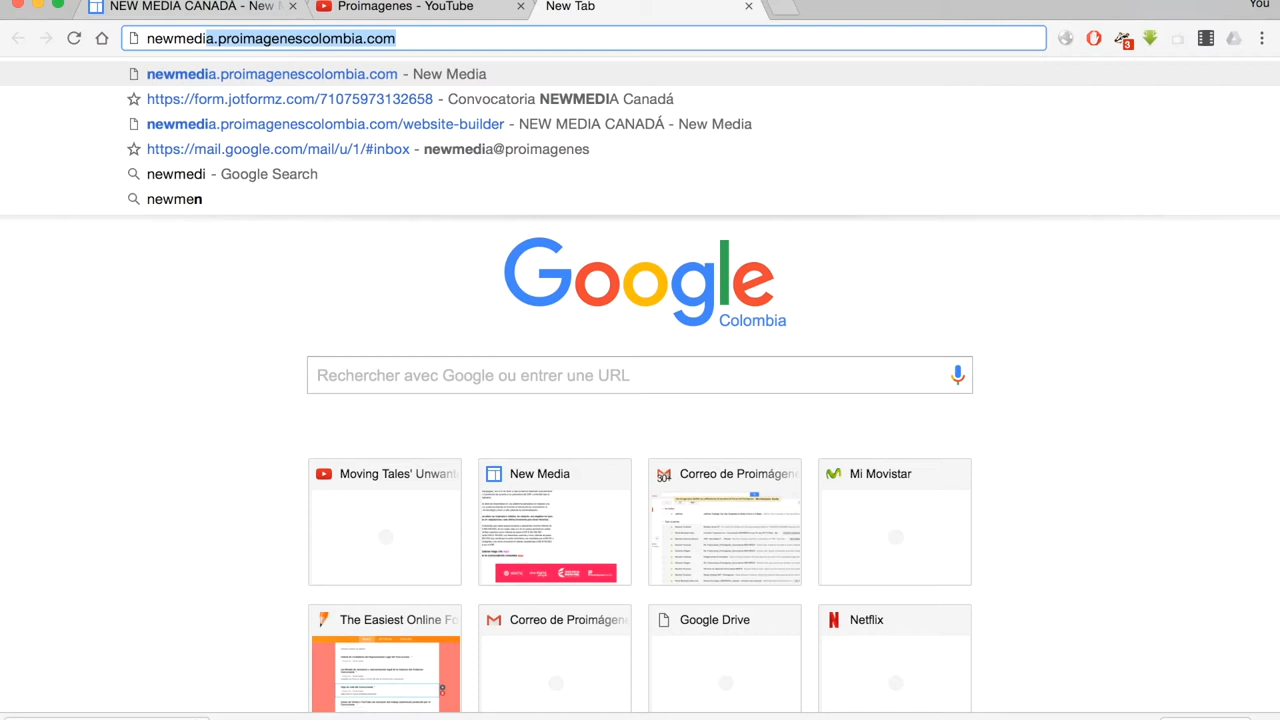 NEW MEDIA CANADÁ - New M
Proimagenes - YouTube
New Tab
You
newmedia.proimagenescolombia.com
3
newmedia.proimagenescolombia.com - New Media
https://form.jotformz.com/71075973132658 - Convocatoria NEWMEDIA Canadá
newmedia.proimagenescolombia.com/website-builder - NEW MEDIA CANADÁ - New Media
https://mail.google.com/mail/u/1/#inbox - newmedia@proimagenes
newmedi - Google Search
newmen
Google
Colombia
Rechercher avec Google ou entrer une URL
Moving Tales' Unwant
New Media
Correo de Proimágene
Mi Movistar
The Easiest Online Fo
Correo de Proimágene
Google Drive
Netflix